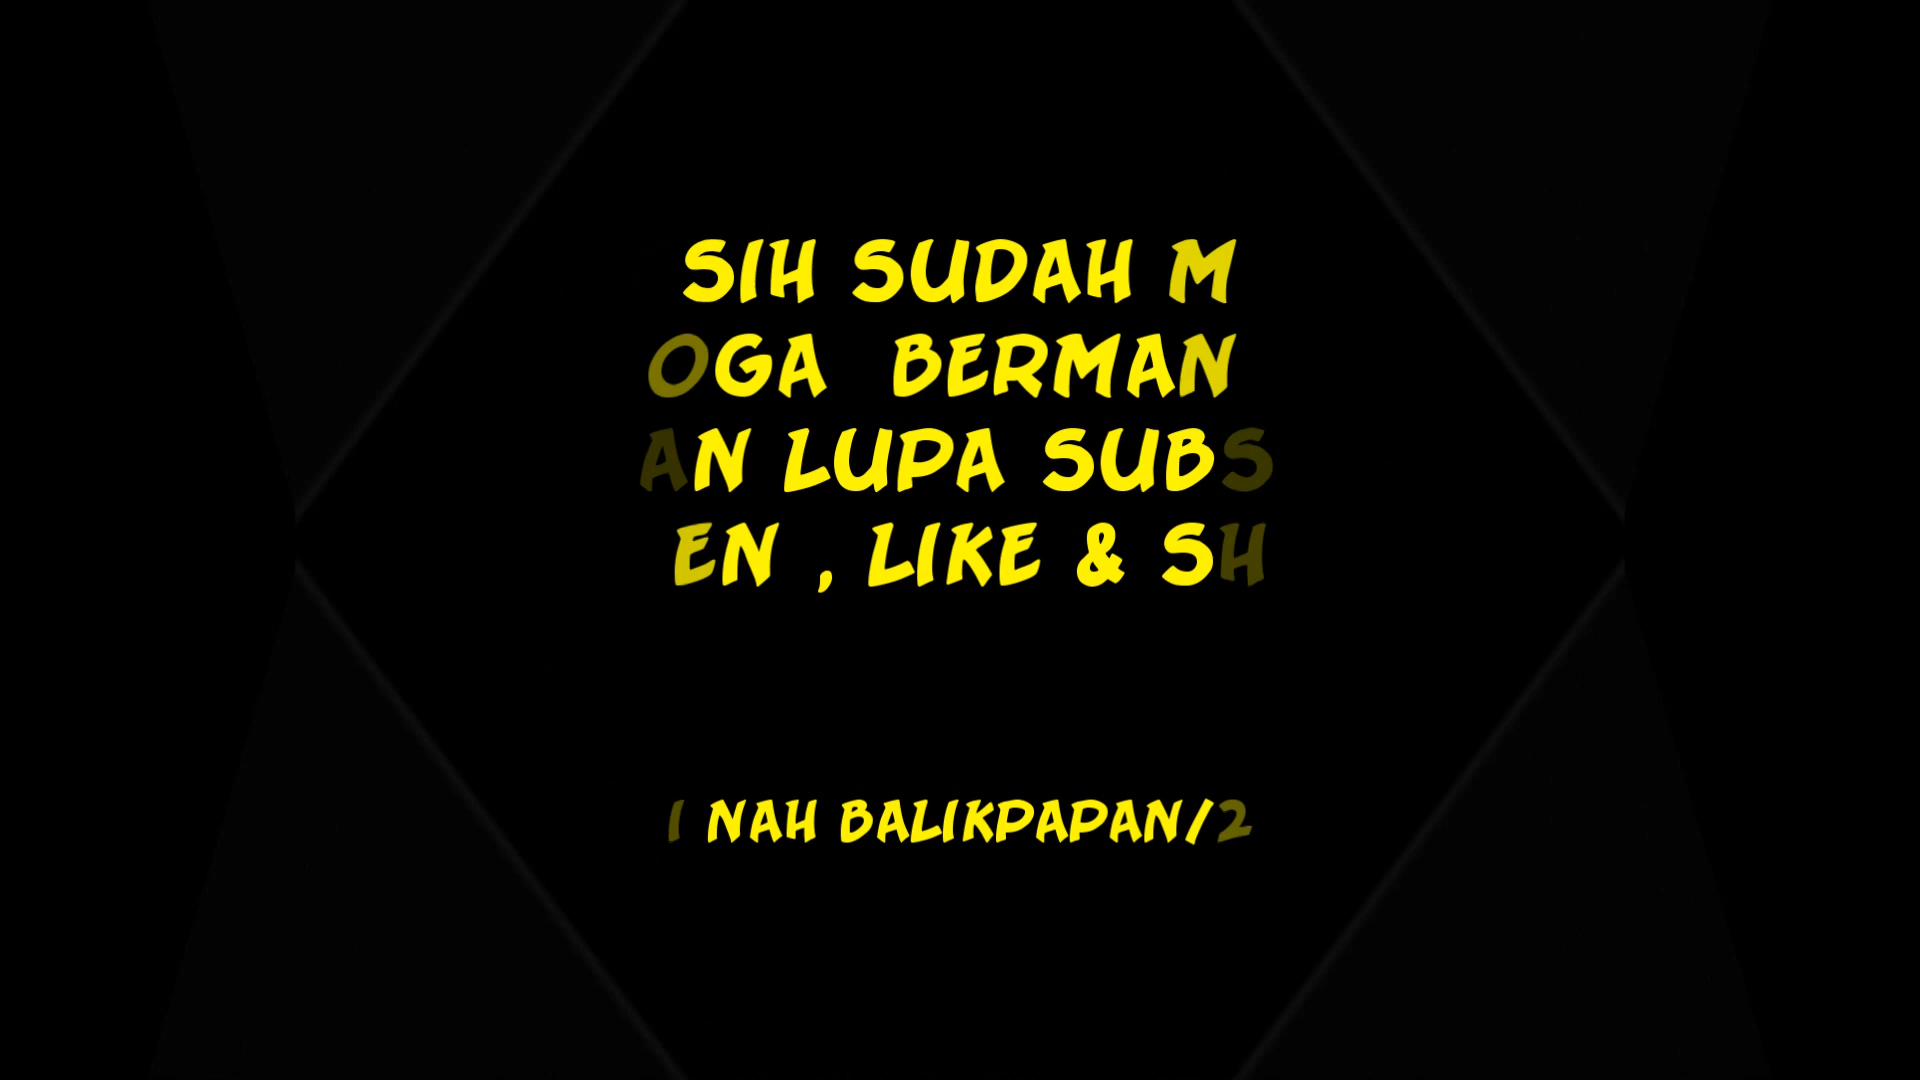 SIH SUDAH M
OGA BERMAN
AN LUPA SUBS
EN , LIKE & SH
I NAH BALIKPAPAN/2